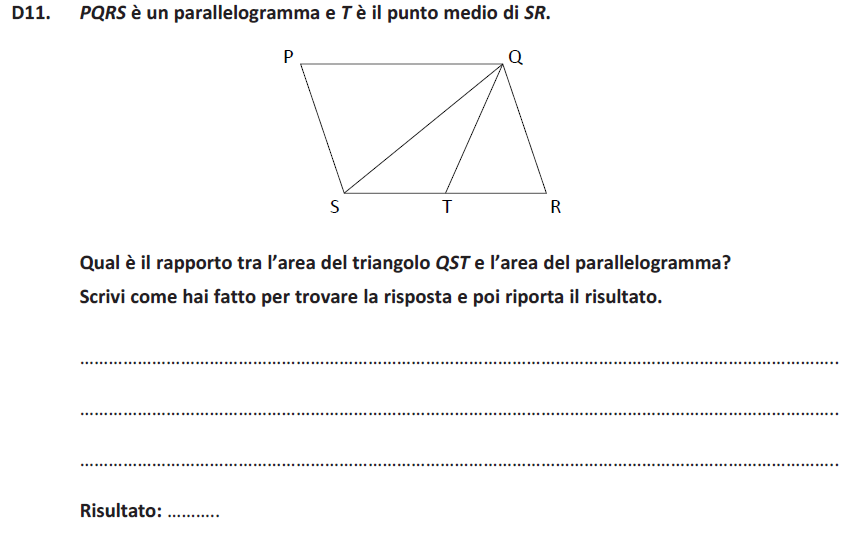 D11. PQRS è un parallelogramma e T è il punto medio di SR.
P Q
S T R
Qual è il rapporto tra l’area del triangolo QST e l’area del parallelogramma?
Scrivi come hai fatto per trovare la risposta e poi riporta il risultato.
……………………………………………………………………………………………………………………………………………..
……………………………………………………………………………………………………………………………………………..
……………………………………………………………………………………………………………………………………………..
Risultato: ………..